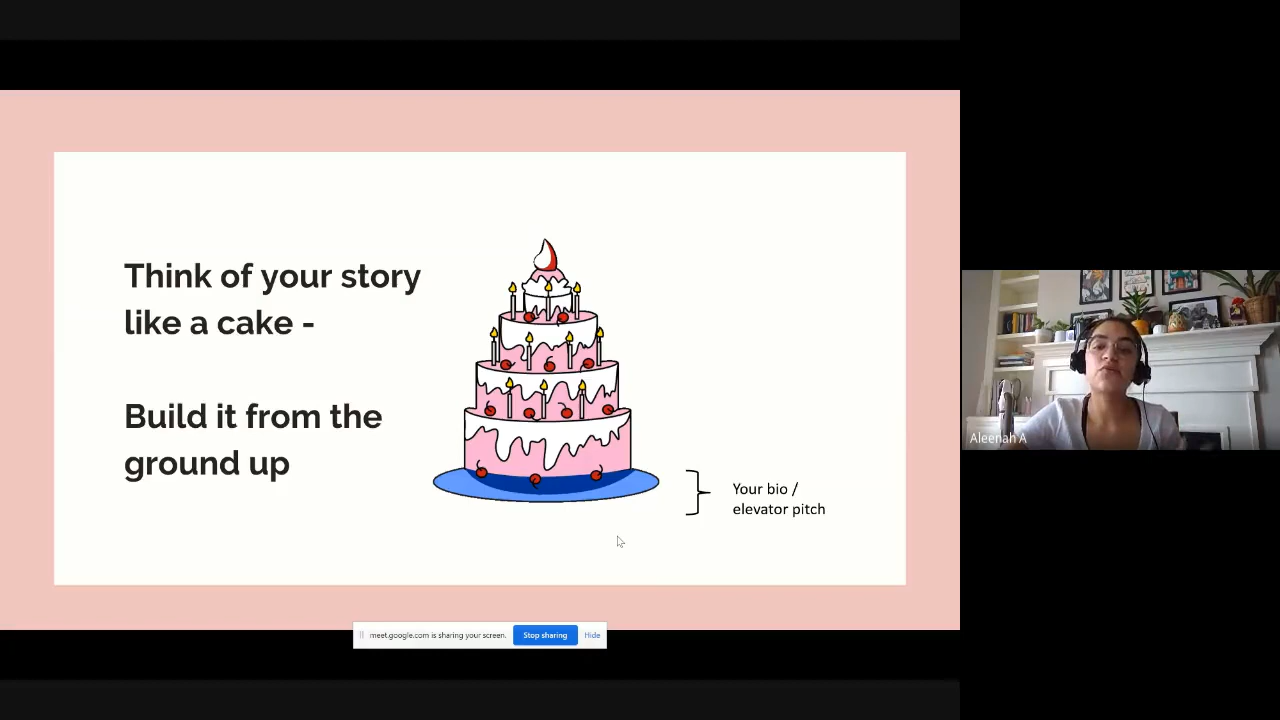 Think of your story
like a cake -
Build it from the
ground up
Your bio /
elevator pitch
Aleenah A
meet.google.com is sharing your screen.
Stop sharing
Hide